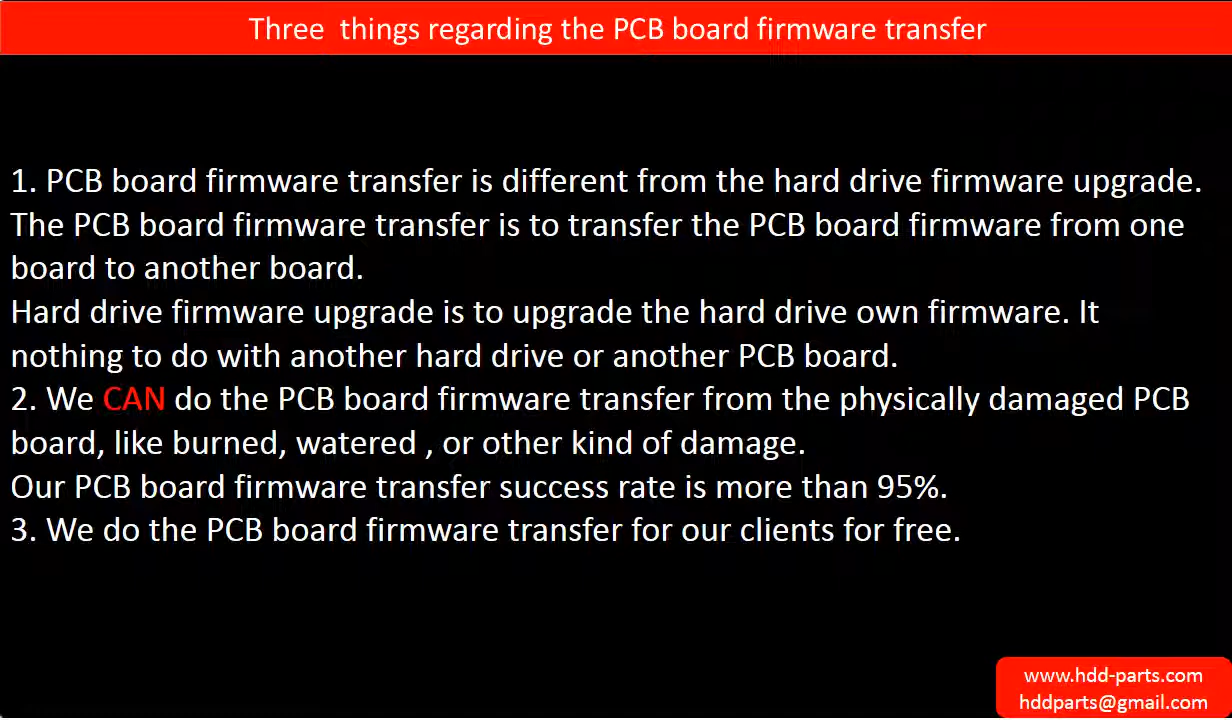 Three  things regarding the PCB board firmware transfer
1. PCB board firmware transfer is different from the hard drive firmware upgrade.
The PCB board firmware transfer is to transfer the PCB board firmware from one
board to another board.
Hard drive firmware upgrade is to upgrade the hard drive own firmware. It
nothing to do with another hard drive or another PCB board.
2. We CAN do the PCB board firmware transfer from the physically damaged PCB
board, like burned, watered , or other kind of damage.
Our PCB board firmware transfer success rate is more than 95%.
3. We do the PCB board firmware transfer for our clients for free.
www.hdd-parts.com
hddparts@gmail.com